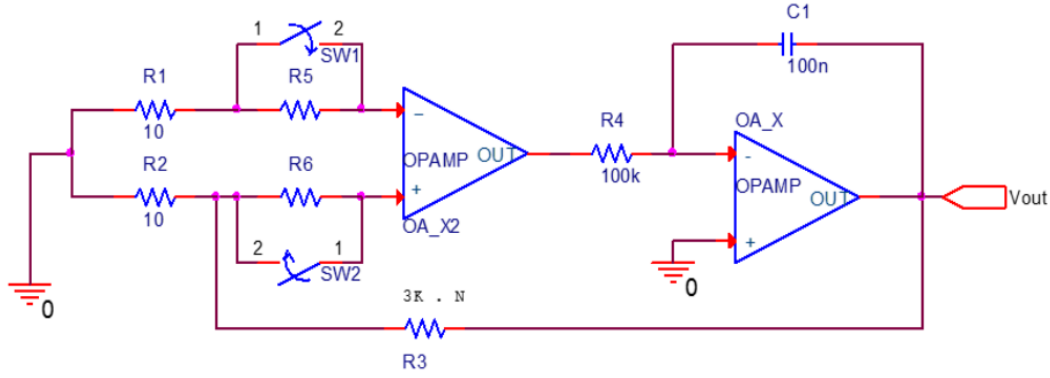 C1
100n
1 2
SW1
R1
10
R5
-
OPAMP OUT
+
OA_X2
R2
10
R6
2 1
SW2
R4
100k
OA_X
-
OPAMP
OUT
+
Vout
0
0
3K . N
R3